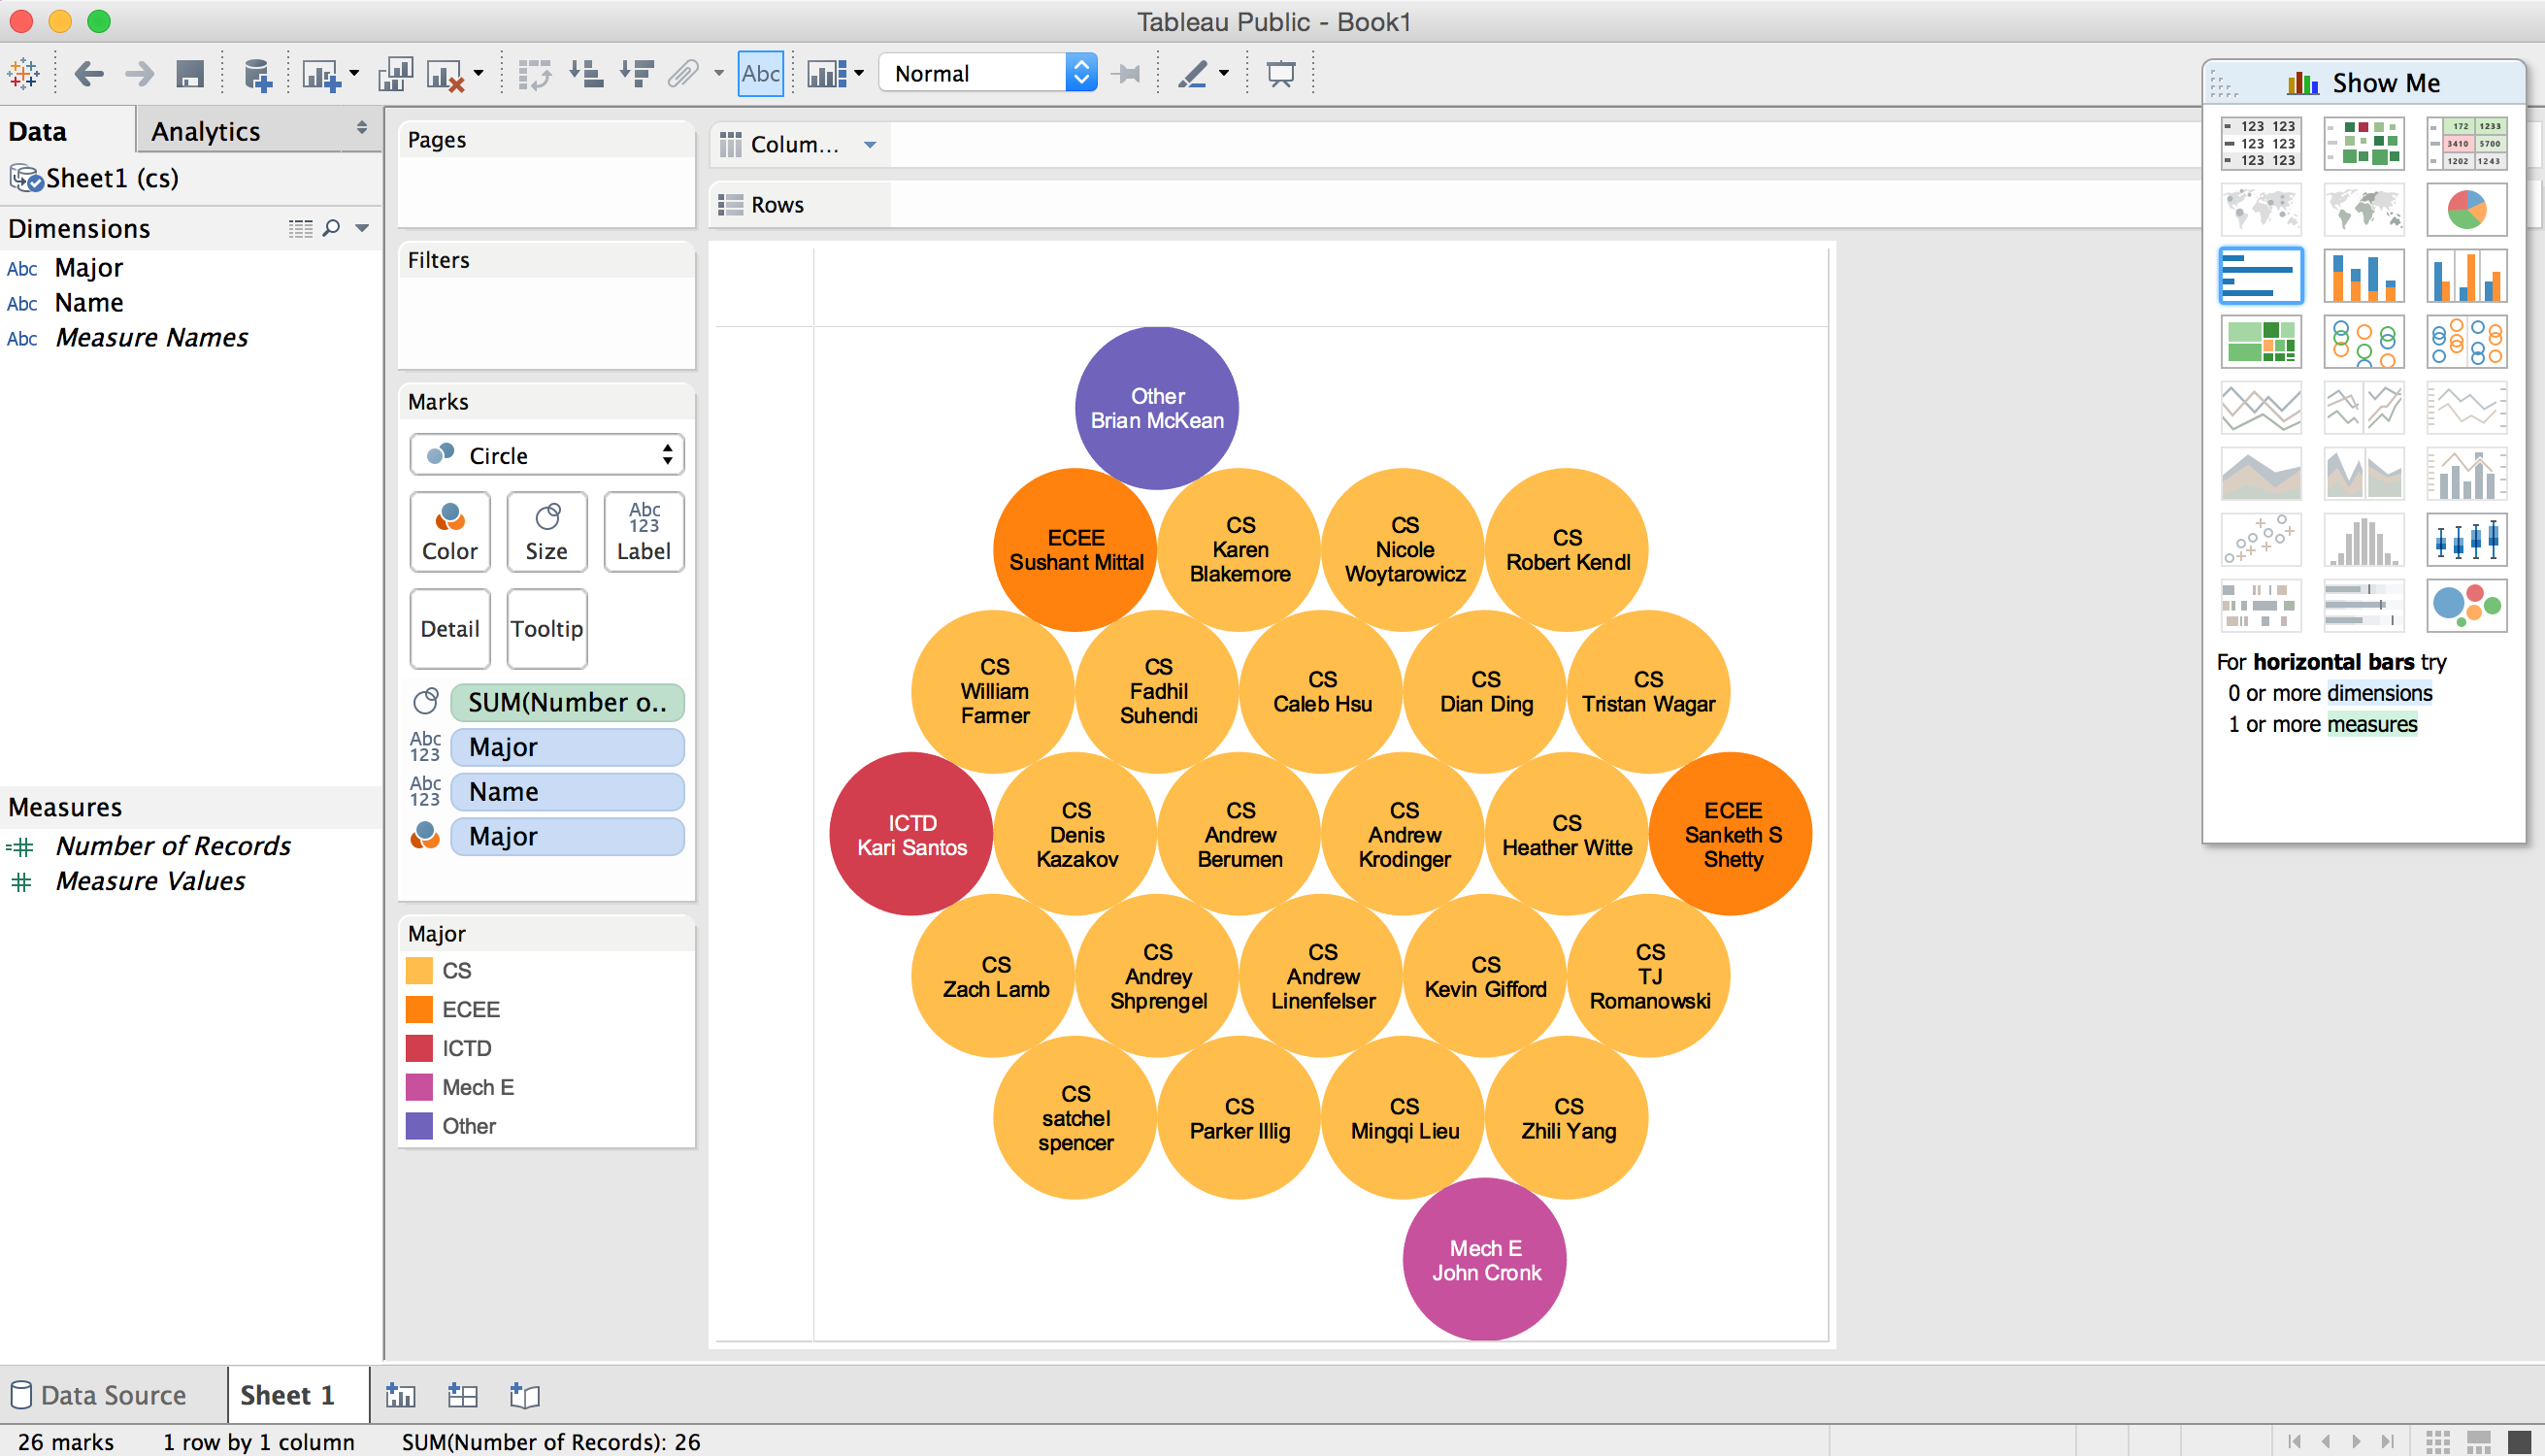 Tableau Public - Book1
Abc
Normal
Show Me
Data
Analytics
Sheet1 (cs)
Dimensions
Abc Major
Abc Name
Abc Measure Names
Measures
Number of Records
Measure Values
Pages
Filters
Marks
Circle
Color
Size
Abc
123
Label
Detail
Tooltip
SUM(Number o..
Abc
123
Major
Abc
123
Name
Major
Major
CS
ECEE
ICTD
Mech E
Other
Colum...
Rows
Other
Brian McKean
ECEE
Sushant Mittal
CS
Karen
Blakemore
CS
Nicole
Woytarowicz
CS
Robert Kendl
CS
William
Farmer
CS
Fadhil
Suhendi
CS
Caleb Hsu
CS
Dian Ding
CS
Tristan Wagar
ICTD
Kari Santos
CS
Denis
Kazakov
CS
Andrew
Berumen
CS
Andrew
Krodinger
CS
Heather Witte
ECEE
Sanketh S
Shetty
CS
Zach Lamb
CS
Andrey
Shprengel
CS
Andrew
Linenfelser
CS
Kevin Gifford
CS
TJ
Romanowski
CS
satchel
spencer
CS
Parker Illig
CS
Mingqi Lieu
CS
Zhili Yang
Mech E
John Cronk
123 123
123 123
123 123
172 1233
3410 5700
1202 1243
For horizontal bars try
0 or more dimensions
1 or more measures
Data Source
Sheet 1
26 marks 1 row by 1 column SUM(Number of Records): 26